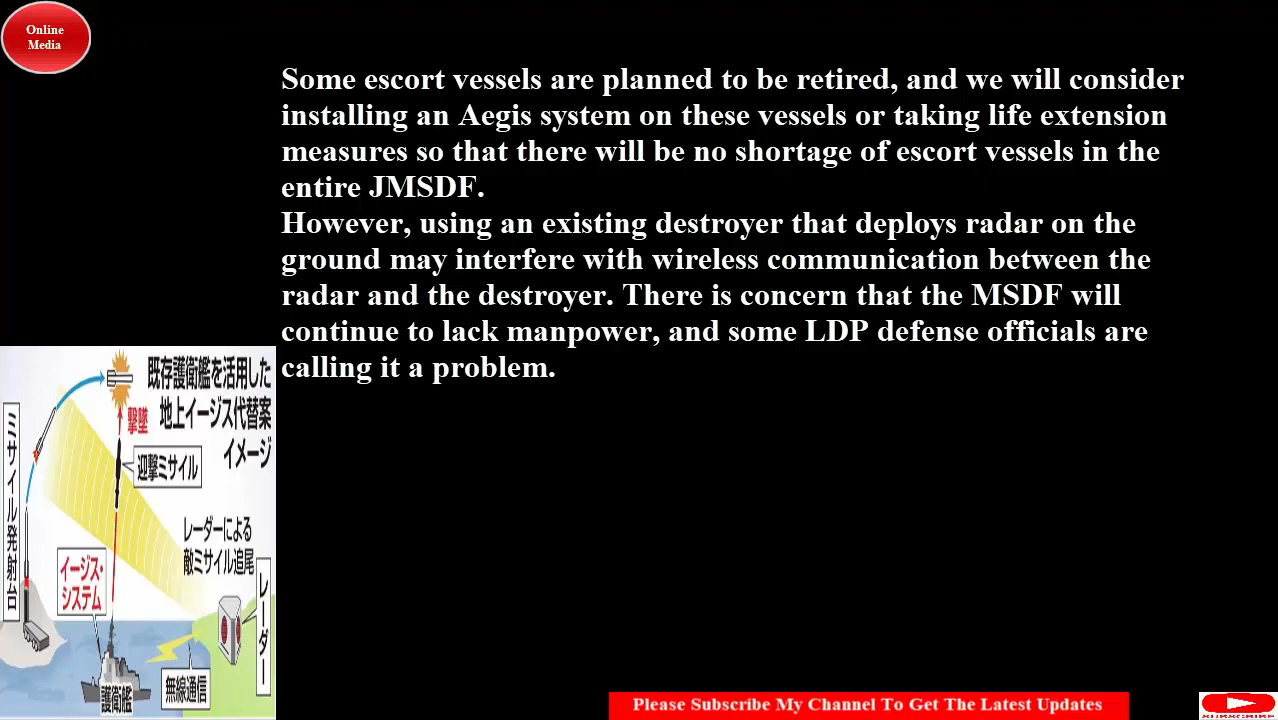 Online
Media
Some escort vessels are planned to be retired, and we will consider
installing an Aegis system on these vessels or taking life extension
measures so that there will be no shortage of escort vessels in the
entire JMSDF.
However, using an existing destroyer that deploys radar on the
ground may interfere with wireless communication between the
radar and the destroyer. There is concern that the MSDF will
continue to lack manpower, and some LDP defense officials are
calling it a problem.
既存護衛艦を活用した
地上イージス代替案
イメージ
撃墜
迎撃ミサイル
ミサイル発射台
レーダーによる
敵ミサイル追尾
イージス・
システム
レーダー
無線通信
護衛艦
Please Subscribe My Channel To Get The Latest Updates
SUBSCRIBE